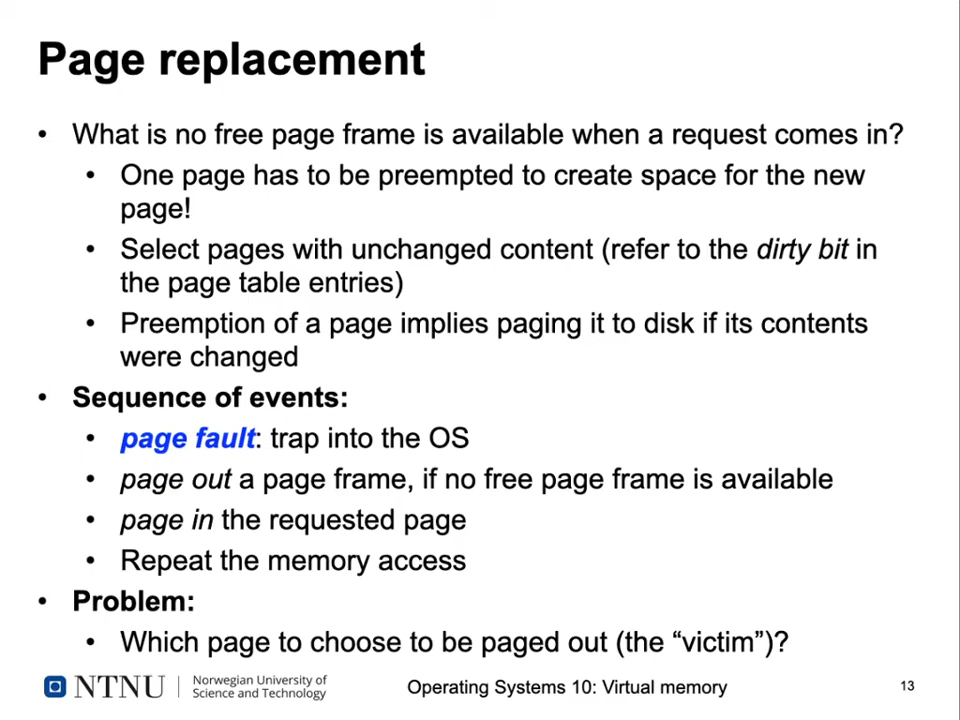 Page replacement
• What is no free page frame is available when a request comes in?
• One page has to be preempted to create space for the new
page!
• Select pages with unchanged content (refer to the dirty bit in
the page table entries)
• Preemption of a page implies paging it to disk if its contents
were changed
• Sequence of events:
• page fault: trap into the OS
• page out a page frame, if no free page frame is available
• page in the requested page
• Repeat the memory access
• Problem:
• Which page to choose to be paged out (the “victim”)?
NTNU
Norwegian University of
Science and Technology
Operating Systems 10: Virtual memory
13